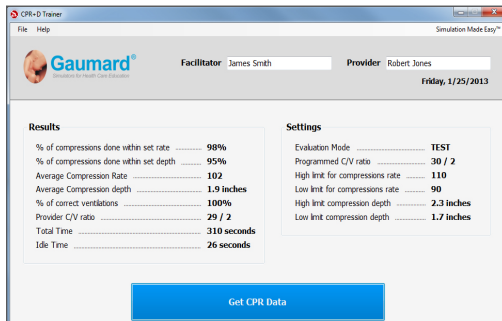 CPR+D Trainer
File Help Simulation Made Easy™
Gaumard®
Simulators for Health Care Education
Facilitator James Smith Provider Robert Jones
Friday, 1/25/2013
Results
% of compressions done within set rate 98%
% of compressions done within set depth 95%
Average Compression Rate 102
Average Compression depth 1.9 inches
% of correct ventilations 100%
Provider C/V ratio 29 / 2
Total Time 310 seconds
Idle Time 26 seconds
Settings
Evaluation Mode TEST
Programmed C/V ratio 30 / 2
High limit for compressions rate 110
Low limit for compressions rate 90
High limit compression depth 2.3 inches
Low limit compression depth 1.7 inches
Get CPR Data